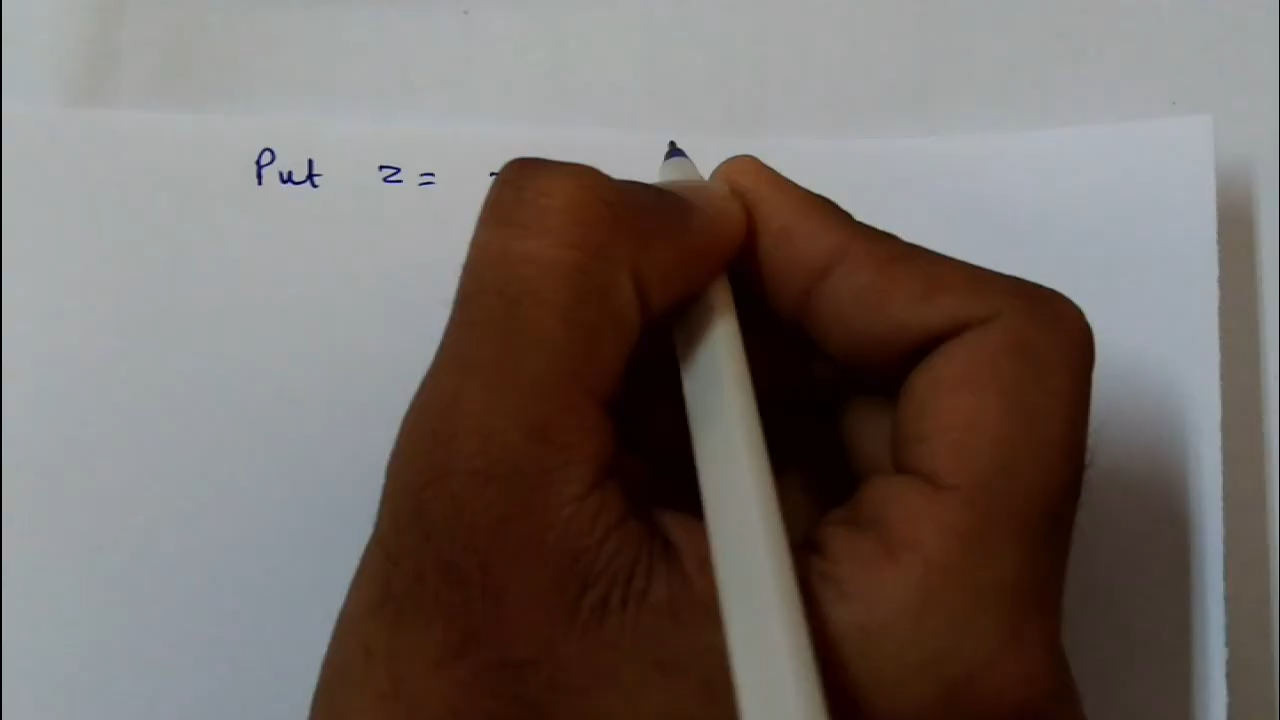 Put z =